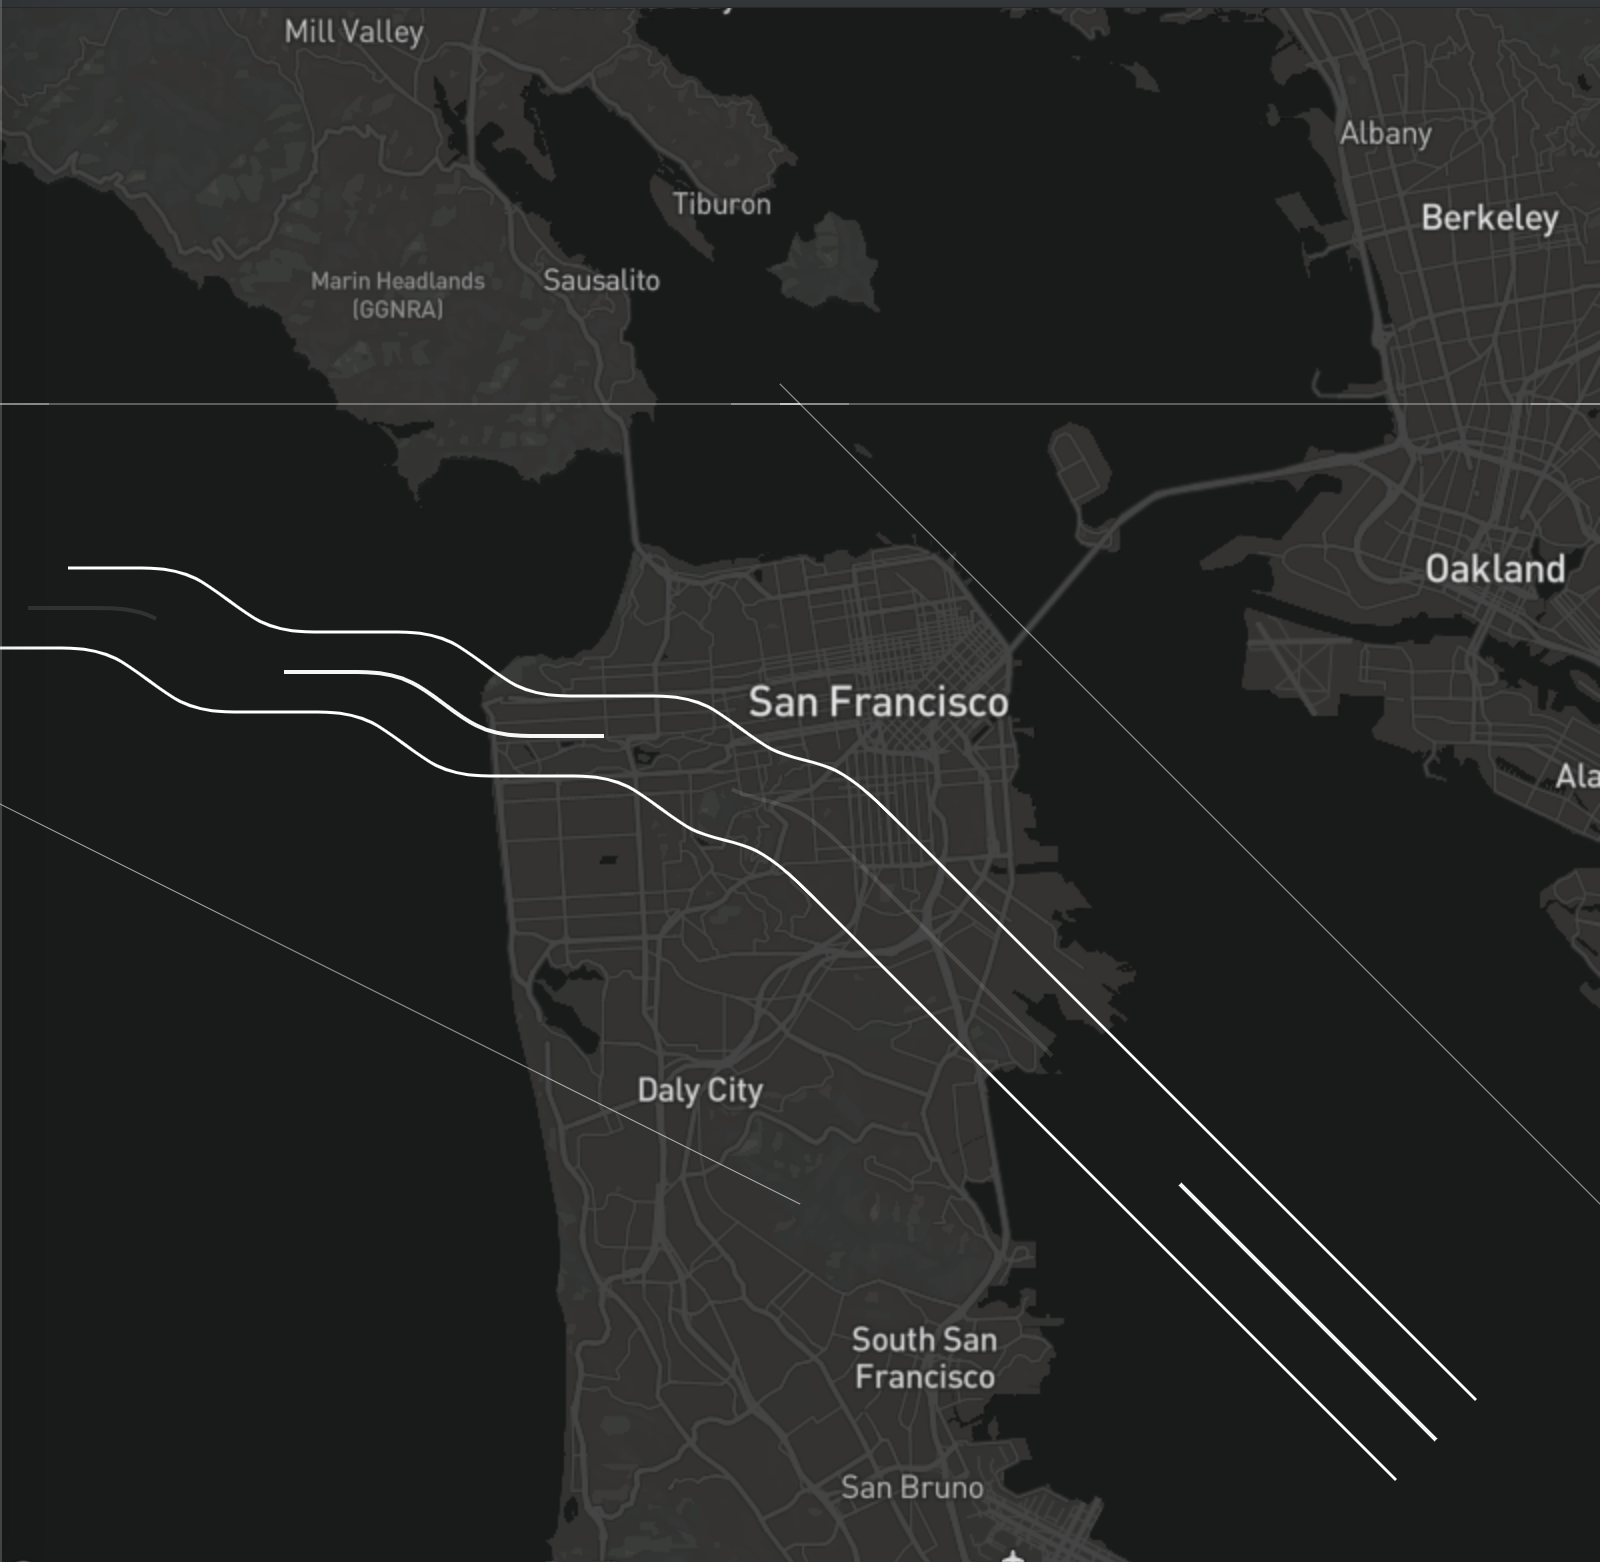 Mill Valley
Albany
Tiburon
Berkeley
Marin Headlands
(GGNRA)
Sausalito
Oakland
San Francisco
Ala
Daly City
South San
Francisco
San Bruno